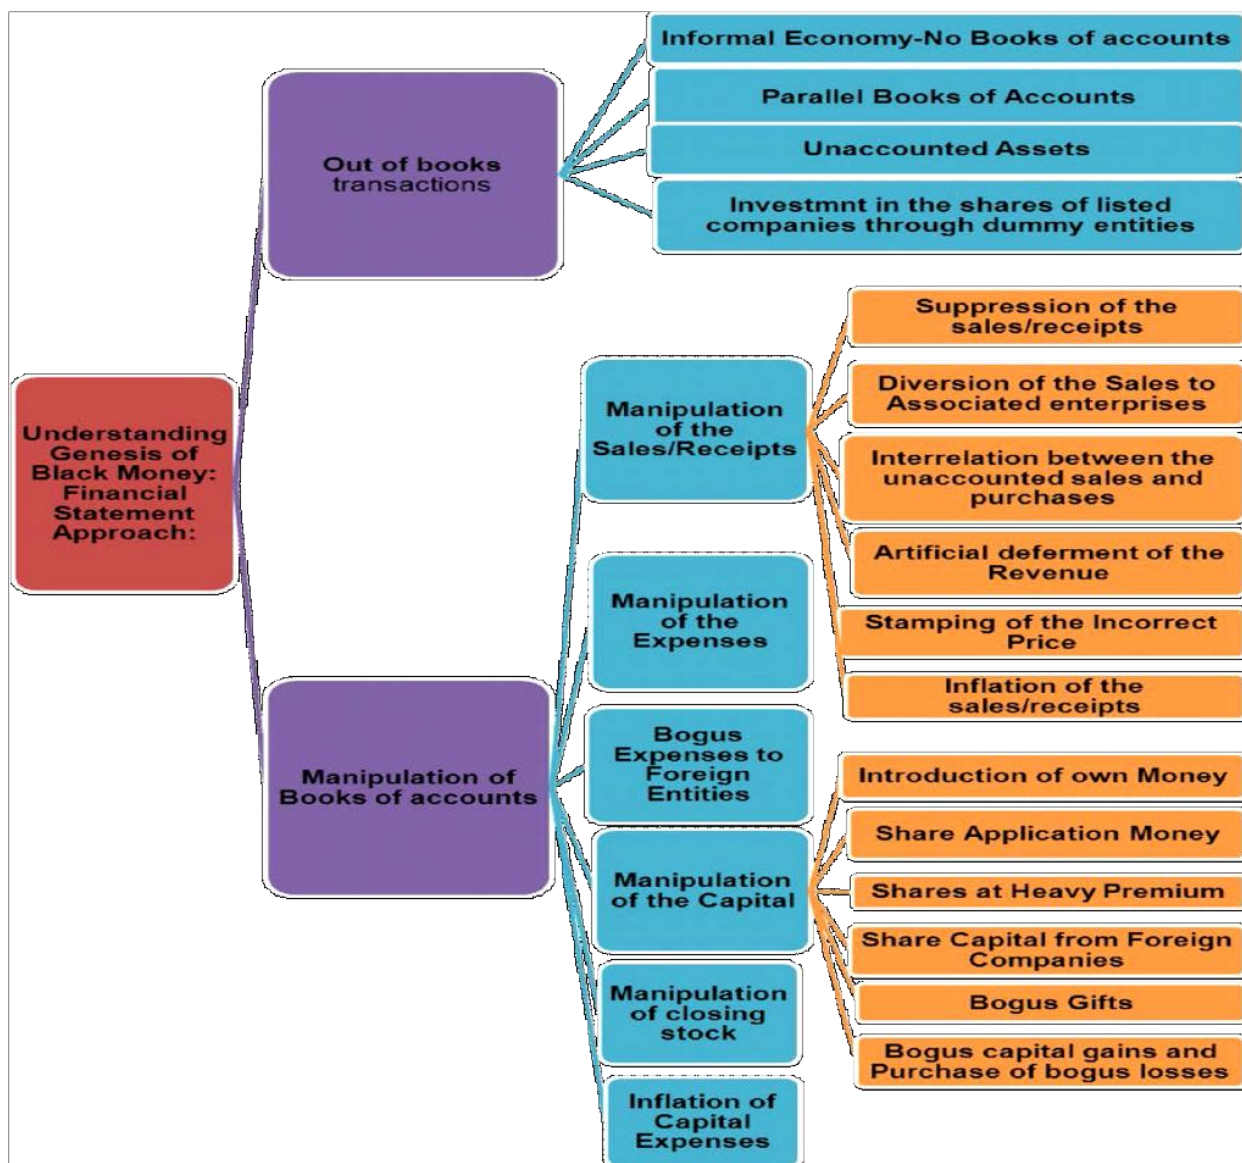 Understanding
Genesis of
Black Money:
Financial
Statement
Approach:
Out of books
transactions
Informal Economy-No Books of accounts
Parallel Books of Accounts
Unaccounted Assets
Investmnt in the shares of listed
companies through dummy entities
Manipulation of
Books of accounts
Manipulation
of the
Sales/Receipts
Suppression of the
sales/receipts
Diversion of the Sales to
Associated enterprises
Interrelation between the
unaccounted sales and
purchases
Artificial deferment of the
Revenue
Stamping of the Incorrect
Price
Inflation of the
sales/receipts
Manipulation
of the
Expenses
Bogus
Expenses to
Foreign
Entities
Manipulation
of the Capital
Introduction of own Money
Share Application Money
Shares at Heavy Premium
Share Capital from Foreign
Companies
Bogus Gifts
Bogus capital gains and
Purchase of bogus losses
Manipulation
of closing
stock
Inflation of
Capital
Expenses